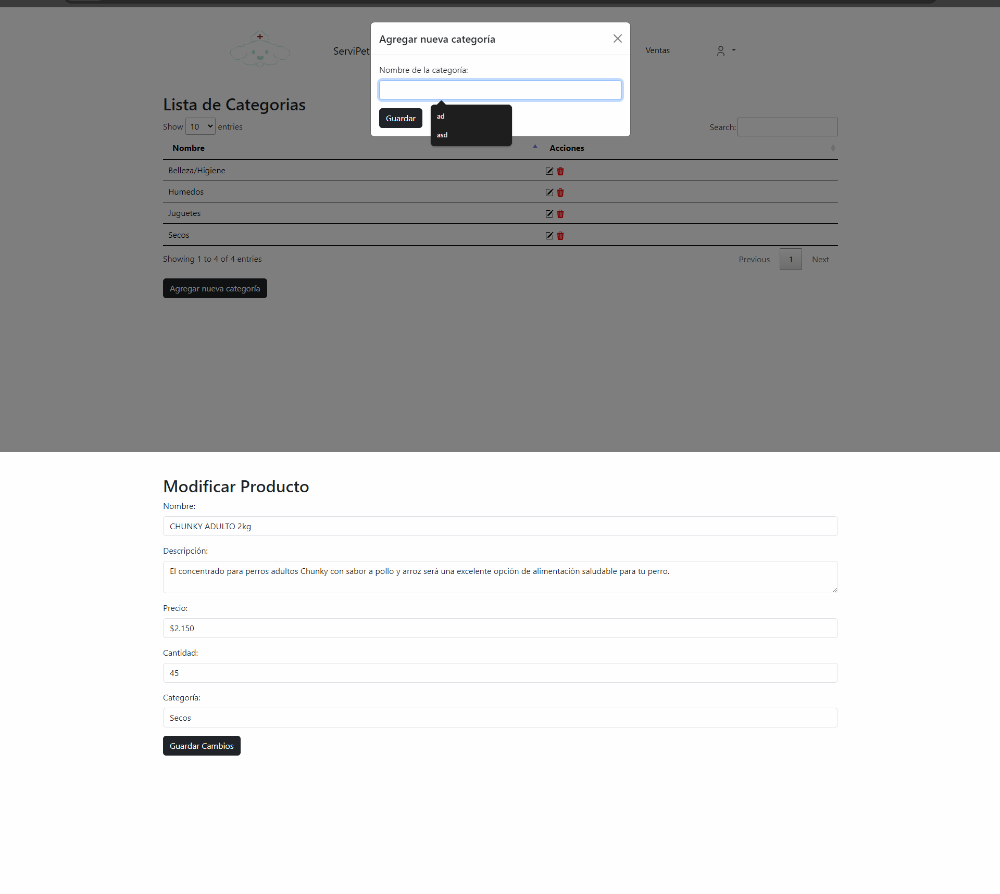 Agregar nueva categoría
ServiPet
Ventas
Nombre de la categoría:
Guardar
ad
asd
Lista de Categorias
Show 10 entries
Search:
Nombre Acciones
Belleza/Higiene
Humedos
Juguetes
Secos
Showing 1 to 4 of 4 entries
Previous 1 Next
Agregar nueva categoría
Modificar Producto
Nombre:
CHUNKY ADULTO 2kg
Descripción:
El concentrado para perros adultos Chunky con sabor a pollo y arroz será una excelente opción de alimentación saludable para tu perro.
Precio:
$2.150
Cantidad:
45
Categoría:
Secos
Guardar Cambios